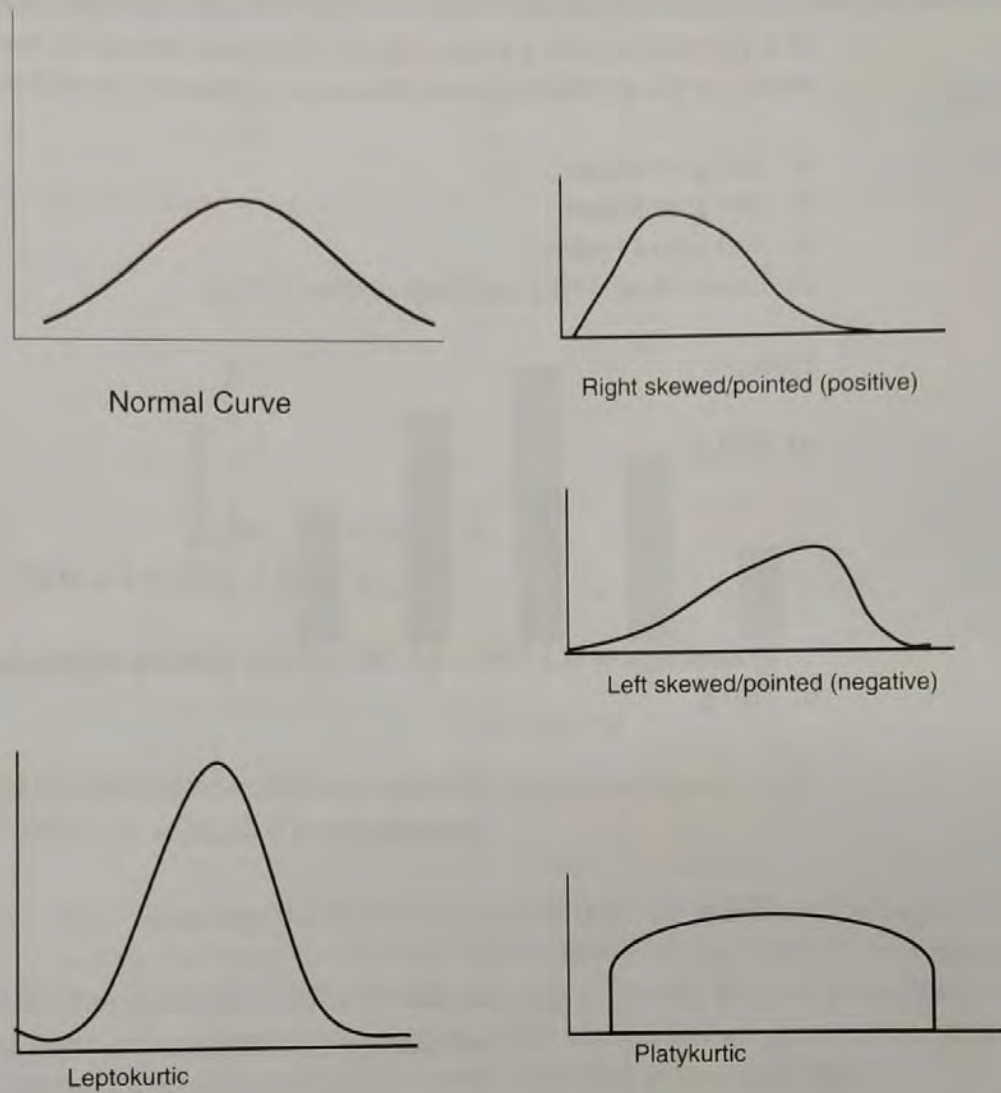 Normal Curve
Right skewed/pointed (positive)
Left skewed/pointed (negative)
Leptokurtic
Platykurtic